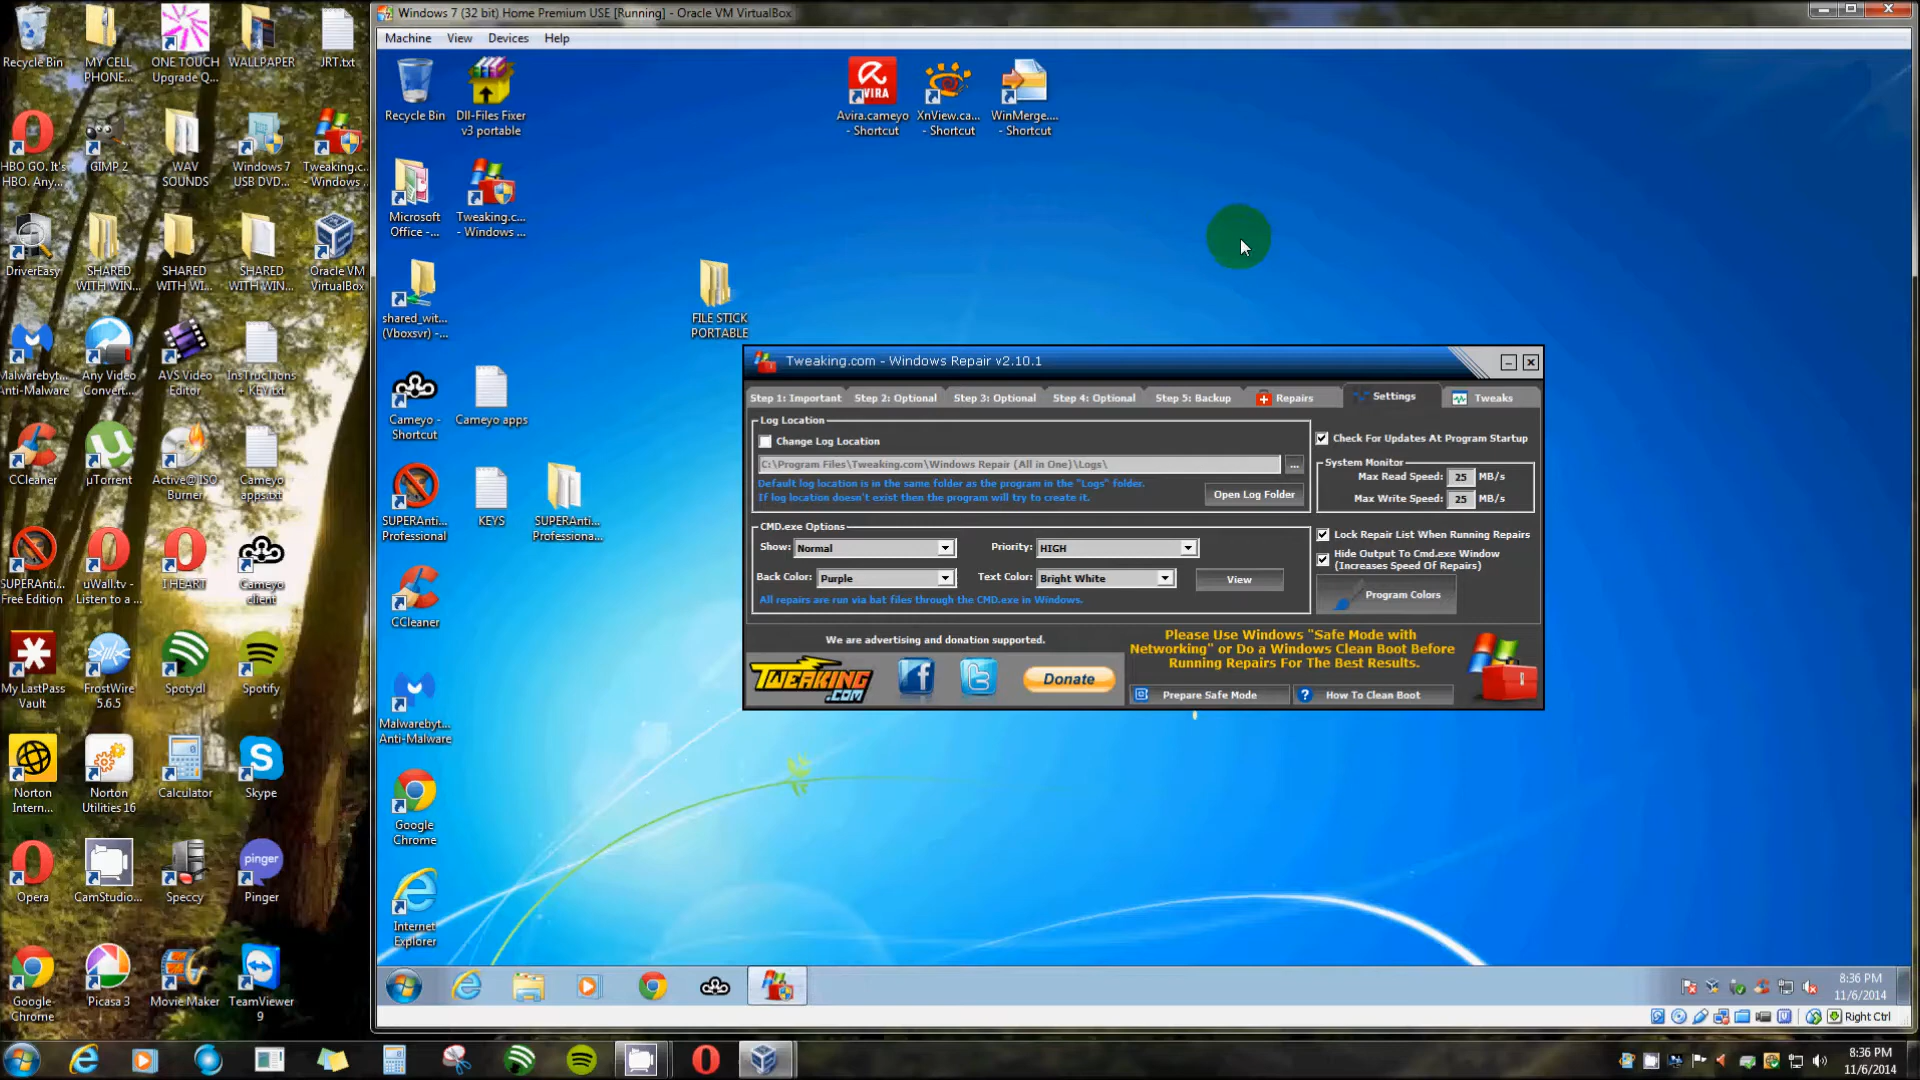 Windows 7 (32 bit) Home Premium USE [Running] - Oracle VM VirtualBox
Machine View Devices Help
Recycle Bin
MY CELL PHONE...
ONE TOUCH Upgrade Q...
WALLPAPER
JRT.txt
HBO GO. It's HBO. Any...
GIMP 2
WAV SOUNDS
Windows 7 USB DVD...
Tweaking.c... - Windows ...
DriverEasy
SHARED WITH WIN...
SHARED WITH WI...
SHARED WITH WIN...
Oracle VM VirtualBox
Malwarebyt... Anti-Malware
Any Video Convert...
AVS Video Editor
InsTrucTions + KEY.txt
CCleaner
µTorrent
Active@ ISO Burner
Cameyo apps.txt
SUPERAnti... Free Edition
uWall.tv - Listen to a ...
I HEART
Cameyo client
My LastPass Vault
FrostWire 5.6.5
Spotydl
Spotify
Norton Intern...
Norton Utilities 16
Calculator
Skype
Opera
CamStudio...
Speccy
pinger
Pinger
Google Chrome
Picasa 3
Movie Maker
TeamViewer 9
Recycle Bin
Dll-Files Fixer v3 portable
VIRA
Avira.cameyo - Shortcut
XnView.ca... - Shortcut
WinMerge.... - Shortcut
Microsoft Office -...
Tweaking.c... - Windows ...
shared_wit... (Vboxsvr) -...
FILE STICK PORTABLE
Cameyo - Shortcut
Cameyo apps
SUPERAnti... Professional
KEYS
SUPERAnti... Professiona...
CCleaner
Malwarebyt... Anti-Malware
Google Chrome
Internet Explorer
Tweaking.com - Windows Repair v2.10.1
Step 1: Important Step 2: Optional Step 3: Optional Step 4: Optional Step 5: Backup Repairs Settings Tweaks
Log Location
Change Log Location
C:\Program Files\Tweaking.com\Windows Repair (All in One)\Logs\
...
Default log location is in the same folder as the program in the "Logs" folder.
If log location doesn't exist then the program will try to create it.
Open Log Folder
CMD.exe Options
Show: Normal Priority: HIGH
Back Color: Purple Text Color: Bright White View
All repairs are run via bat files through the CMD.exe in Windows.
Check For Updates At Program Startup
System Monitor
Max Read Speed: 25 MB/s
Max Write Speed: 25 MB/s
Lock Repair List When Running Repairs
Hide Output To Cmd.exe Window
(Increases Speed Of Repairs)
Program Colors
We are advertising and donation supported.
TWEAKING.COM
Donate
Please Use Windows "Safe Mode with
Networking" or Do a Windows Clean Boot Before
Running Repairs For The Best Results.
Prepare Safe Mode
How To Clean Boot
8:36 PM
11/6/2014
Right Ctrl
8:36 PM
11/6/2014